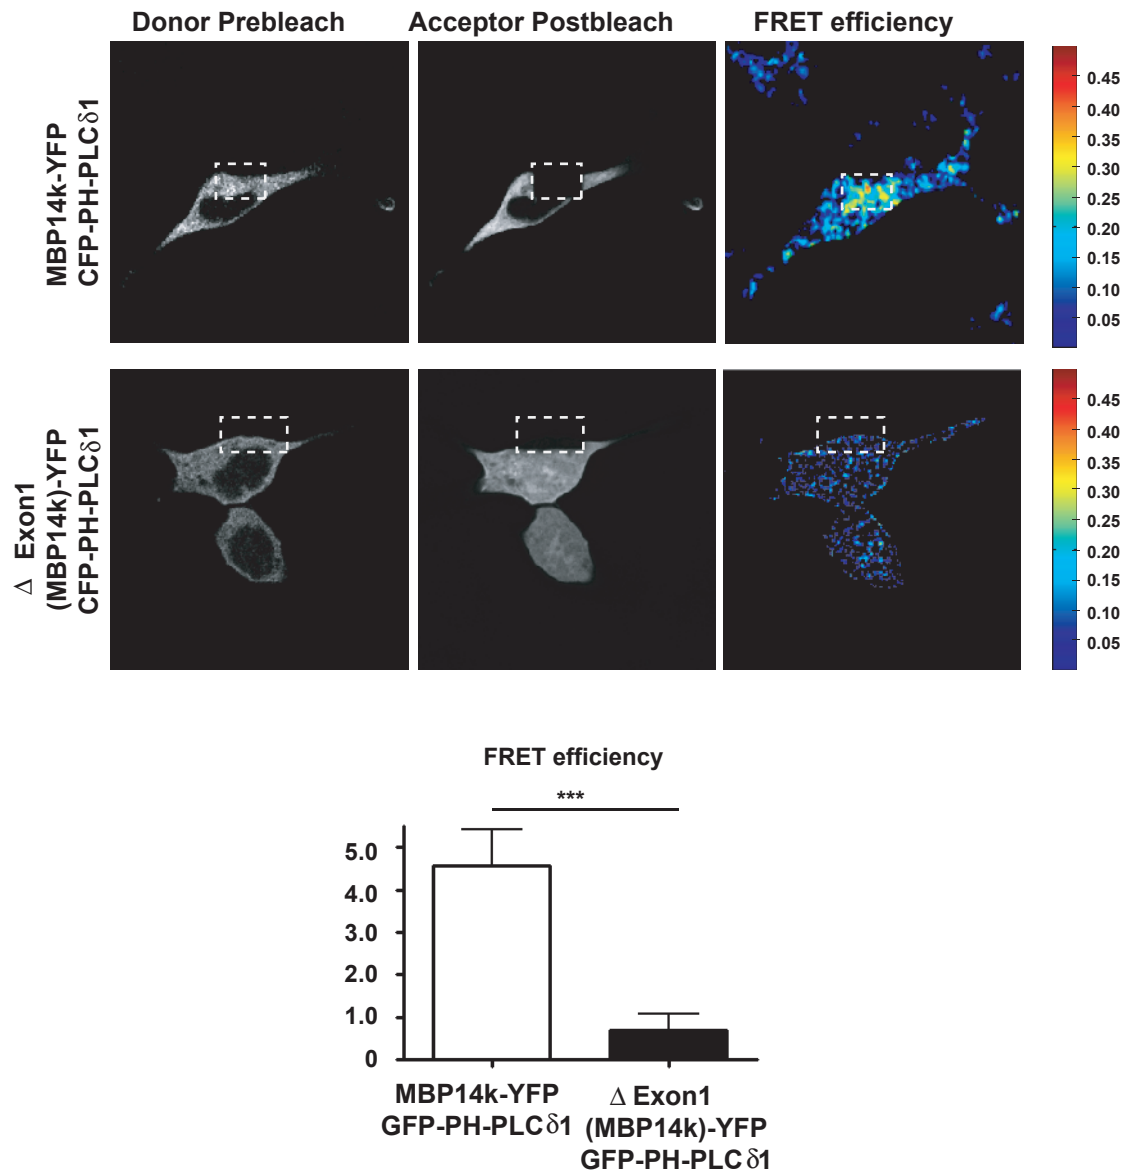 Donor Prebleach Acceptor Postbleach FRET efficiency
MBP14k-YFP
CFP-PH-PLCδ1
0.45
0.40
0.35
0.30
0.25
0.20
0.15
0.10
0.05
Δ Exon1
(MBP14k)-YFP
CFP-PH-PLCδ1
0.45
0.40
0.35
0.30
0.25
0.20
0.15
0.10
0.05
FRET efficiency
***
5.0
4.0
3.0
2.0
1.0
0
MBP14k-YFP
GFP-PH-PLCδ1
Δ Exon1
(MBP14k)-YFP
GFP-PH-PLCδ1